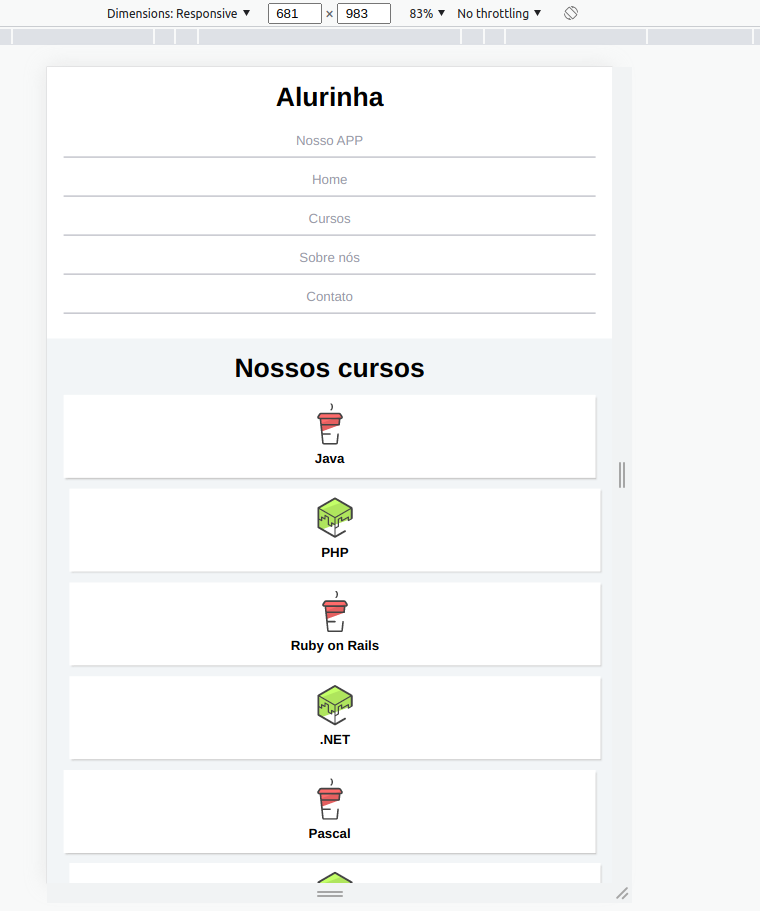 Dimensions: Responsive ▼ 681 × 983 83% ▼ No throttling ▼
Alurinha
Nosso APP
Home
Cursos
Sobre nós
Contato
Nossos cursos
Java
PHP
Ruby on Rails
.NET
Pascal